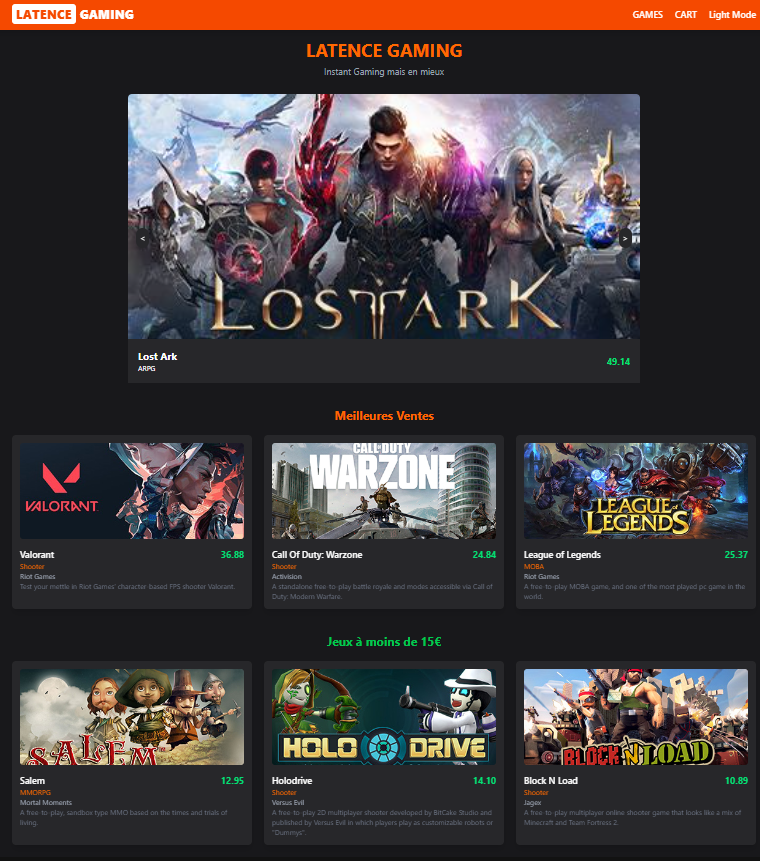 LATENCE GAMING
GAMES CART Light Mode
LATENCE GAMING
Instant Gaming mais en mieux
LOST ARK
< >
Lost Ark
49.14
ARPG
Meilleures Ventes
VALORANT
CALL OF DUTY
WARZONE
LEAGUE of
LEGENDS
Valorant 36.88
Shooter
Riot Games
Test your mettle in Riot Games' character-based FPS shooter Valorant.
Call Of Duty: Warzone 24.84
Shooter
Activision
A standalone free-to-play battle royale and modes accessible via Call of
Duty: Modern Warfare.
League of Legends 25.37
MOBA
Riot Games
A free-to-play MOBA game, and one of the most played pc game in the
world.
Jeux à moins de 15€
SALEM
HOLODRIVE
BLOCK N LOAD
Salem 12.95
MMORPG
Mortal Moments
A free-to-play, sandbox type MMO based on the times and trials of
living.
Holodrive 14.10
Shooter
Versus Evil
A free-to-play 2D multiplayer shooter developed by BitCake Studio and
published by Versus Evil in which players play as customizable robots or
"Dummys".
Block N Load 10.89
Shooter
Jagex
A free-to-play multiplayer online shooter game that looks like a mix of
Minecraft and Team Fortress 2.